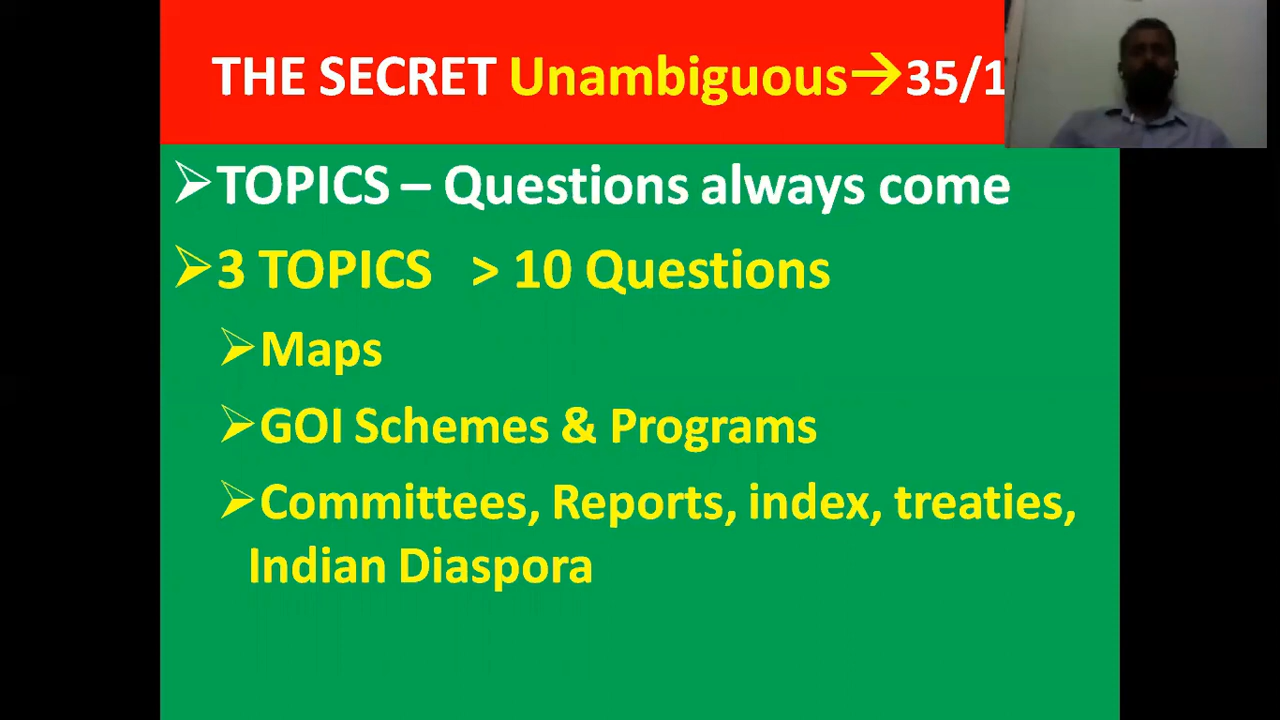 THE SECRET Unambiguous→35/1
➢TOPICS – Questions always come
➢3 TOPICS > 10 Questions
➢Maps
➢GOI Schemes & Programs
➢Committees, Reports, index, treaties,
Indian Diaspora